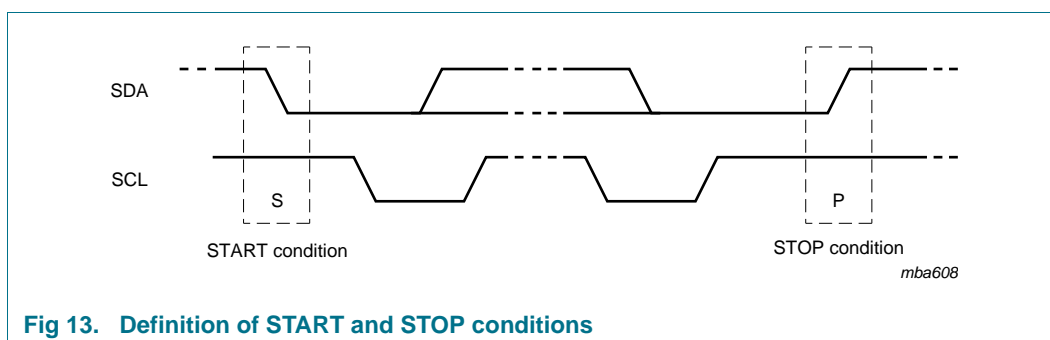 SDA
SCL
S
P
START condition
STOP condition
mba608
Fig 13. Definition of START and STOP conditions